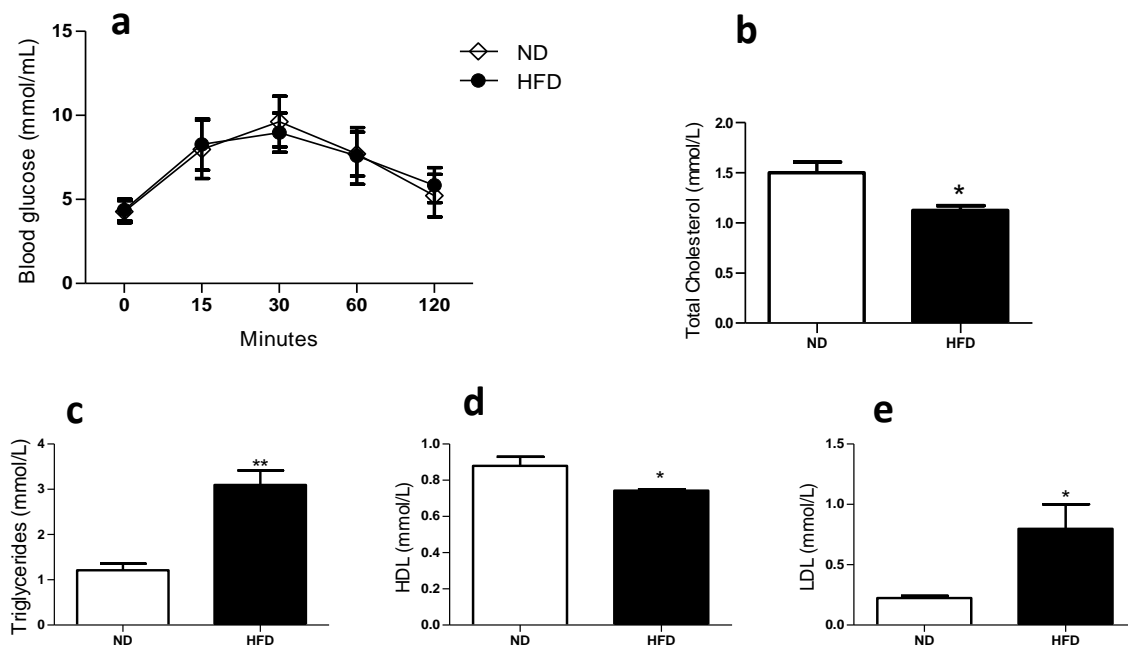 a
15
10
5
0
Blood glucose (mmol/mL)
ND
HFD
0 15 30 60 120
Minutes
b
2.0
1.5
1.0
0.5
0.0
Total Cholesterol (mmol/L)
*
ND HFD
c
4
3
2
1
0
Triglycerides (mmol/L)
**
ND HFD
d
1.0
0.8
0.6
0.4
0.2
0.0
HDL (mmol/L)
*
ND HFD
e
1.5
1.0
0.5
0.0
LDL (mmol/L)
*
ND HFD